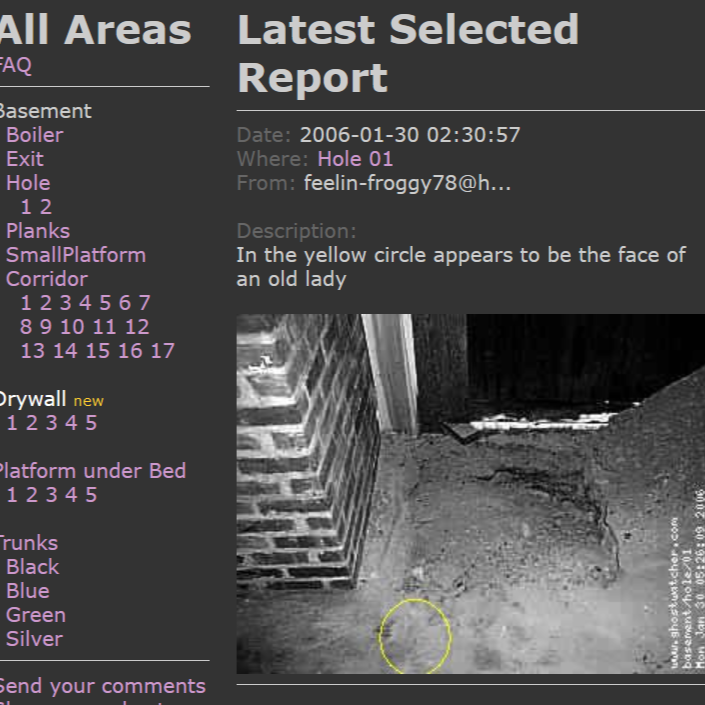 All Areas
FAQ
Basement
Boiler
Exit
Hole
1 2
Planks
SmallPlatform
Corridor
1 2 3 4 5 6 7
8 9 10 11 12
13 14 15 16 17
Drywall new
1 2 3 4 5
Platform under Bed
1 2 3 4 5
Trunks
Black
Blue
Green
Silver
Send your comments
Latest Selected
Report
Date: 2006-01-30 02:30:57
Where: Hole 01
From: feelin-froggy78@h...
Description:
In the yellow circle appears to be the face of
an old lady
www.ghostwatcher.com
basement/hole/01
Mon Jan 30 05:26:09 2006